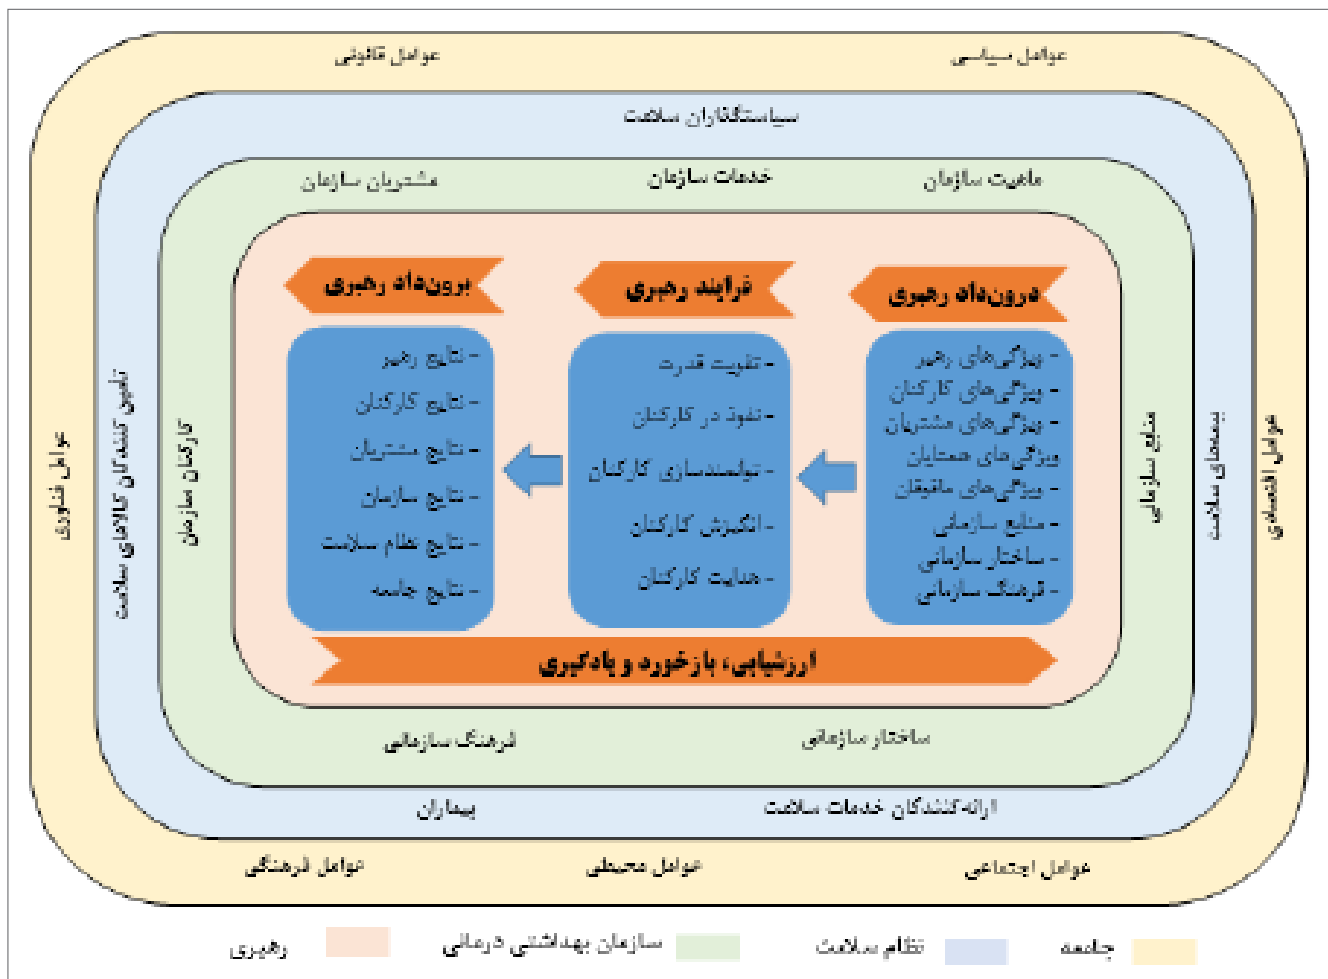 عوامل سیاسی
عوامل قانونی
سیاستگذاران سلامت
ماهیت سازمان
خدمات سازمان
مشتریان سازمان
درون‌داد رهبری
فرایند رهبری
برون‌داد رهبری
- ویژگی‌های رهبر
- ویژگی‌های کارکنان
- ویژگی‌های مشتریان
ویژگی‌های همتایان
- ویژگی‌های مافوقان
- منابع سازمانی
- ساختار سازمانی
- فرهنگ سازمانی
- تقویت قدرت
- نفوذ در کارکنان
- توانمندسازی کارکنان
- انگیزش کارکنان
- هدایت کارکنان
- نتایج رهبر
- نتایج کارکنان
- نتایج مشتریان
- نتایج سازمان
- نتایج نظام سلامت
- نتایج جامعه
ارزشیابی، بازخورد و یادگیری
عوامل اقتصادی
بیمه‌های سلامت
منابع سازمانی
کارکنان سازمان
تأمین کنندگان کالاهای سلامت
عوامل فناوری
ساختار سازمانی
فرهنگ سازمانی
ارائه‌کنندگان خدمات سلامت
بیماران
عوامل اجتماعی
عوامل محیطی
عوامل فرهنگی
جامعه
نظام سلامت
سازمان بهداشتی درمانی
رهبری